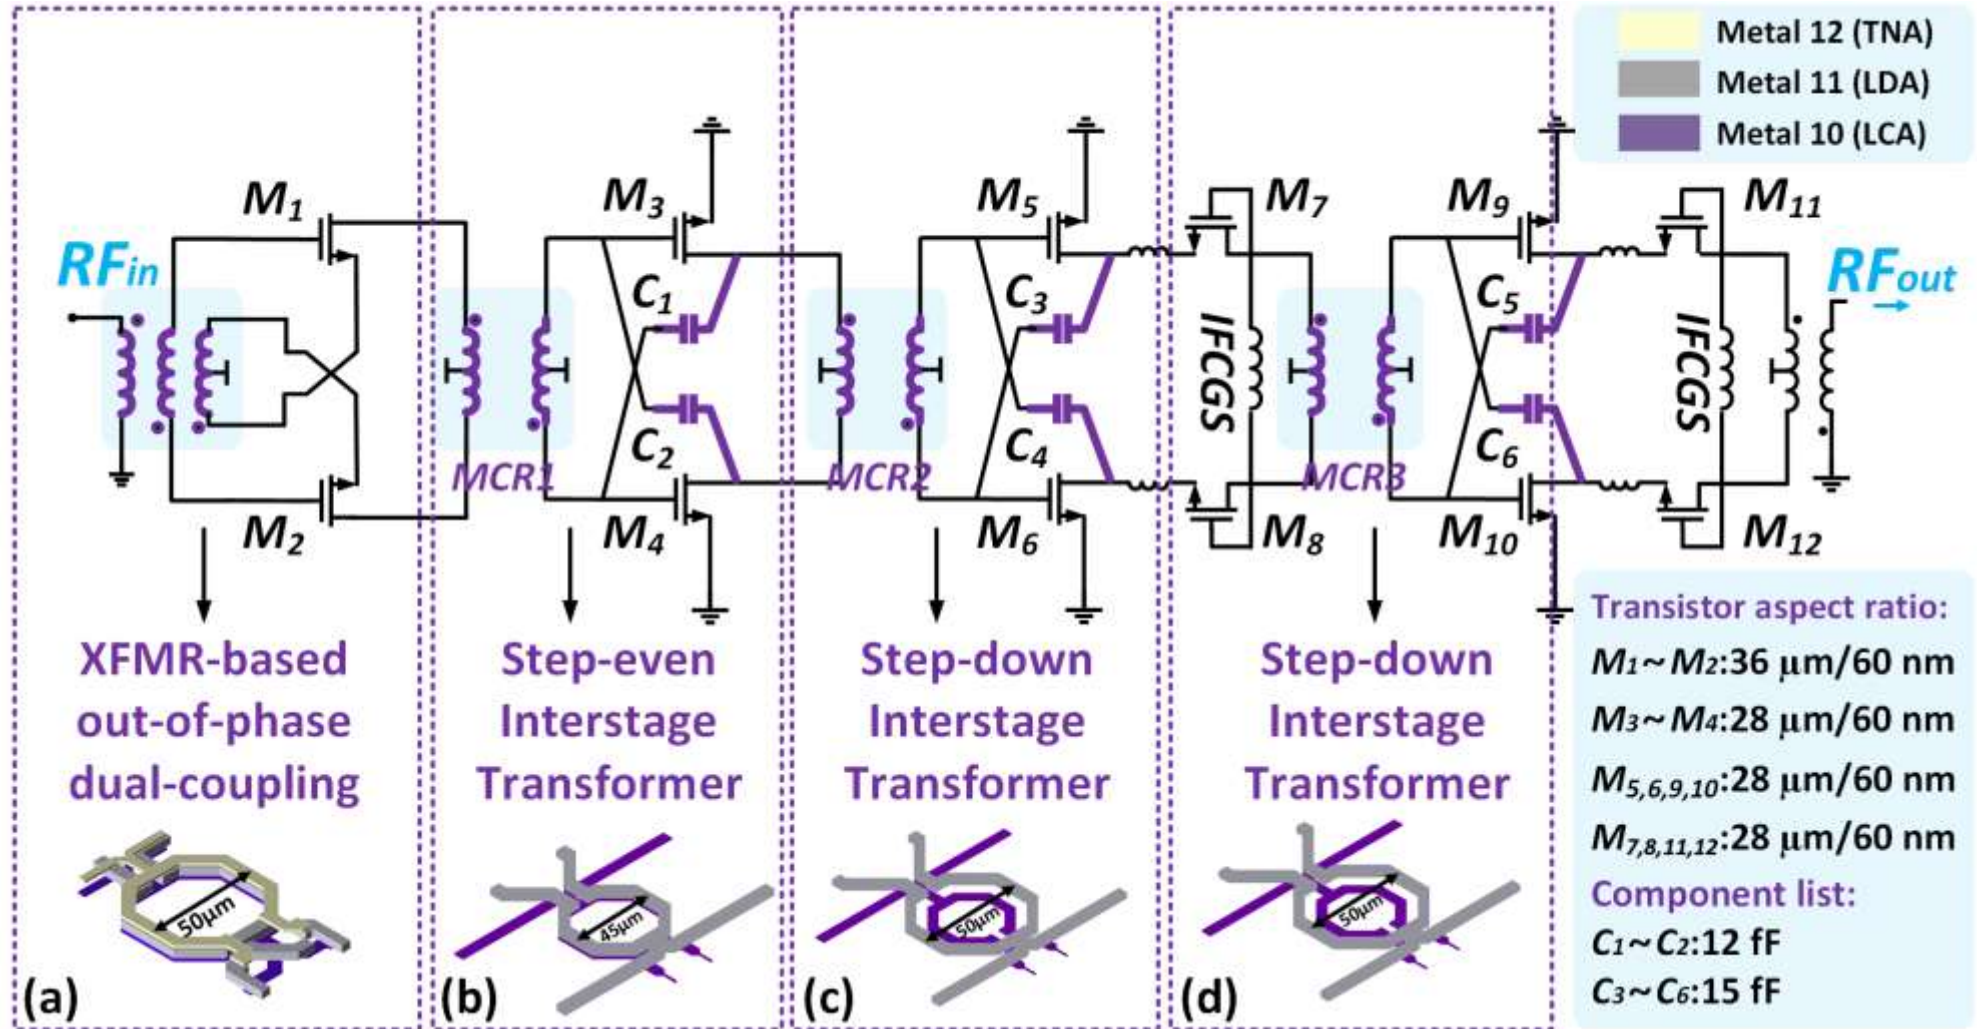 Metal 12 (TNA)
Metal 11 (LDA)
Metal 10 (LCA)
RFin
M1
M2
M3
C1
C2
M4
MCR1
M5
C3
C4
M6
MCR2
M7
IFCGS
M8
MCR3
M9
C5
C6
M10
M11
IFCGS
M12
RFout
XFMR-based
out-of-phase
dual-coupling
50μm
(a)
Step-even
Interstage
Transformer
45μm
(b)
Step-down
Interstage
Transformer
50μm
(c)
Step-down
Interstage
Transformer
50μm
(d)
Transistor aspect ratio:
M1~M2:36 μm/60 nm
M3~M4:28 μm/60 nm
M5,6,9,10:28 μm/60 nm
M7,8,11,12:28 μm/60 nm
Component list:
C1~C2:12 fF
C3~C6:15 fF